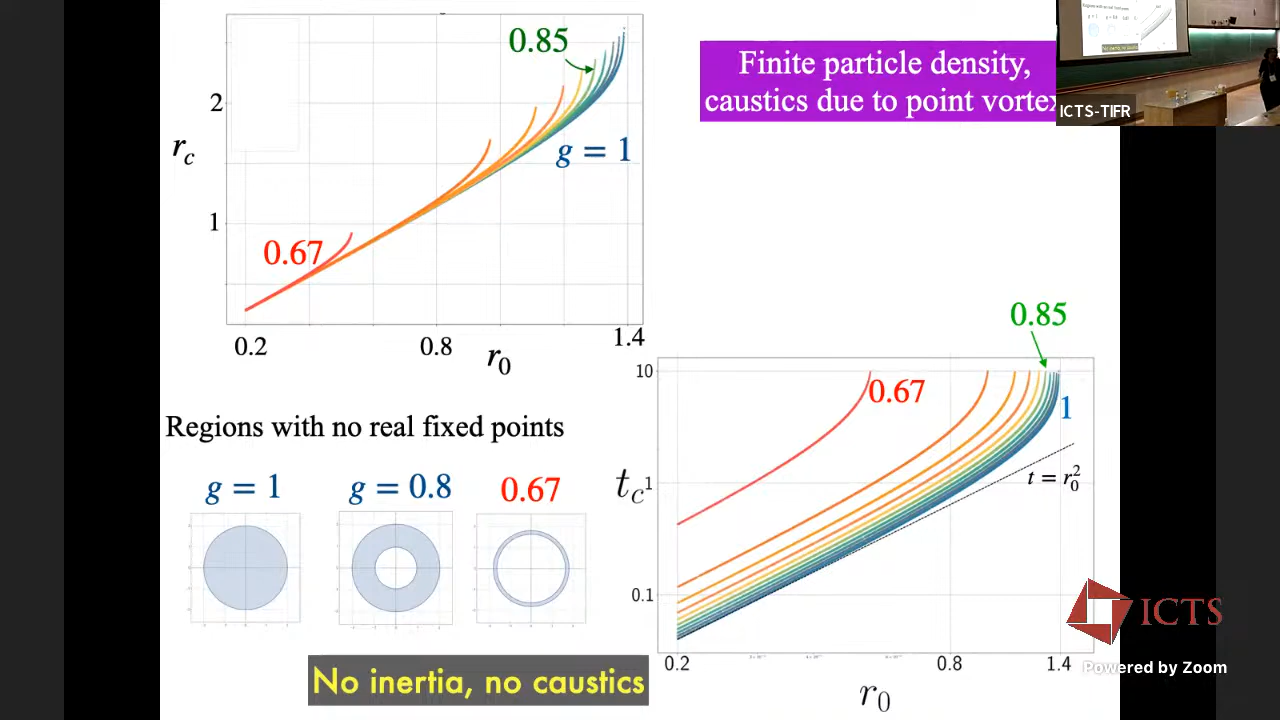 Finite particle density,
caustics due to point vortex
ICTS-TIFR
0.85
2
r_c
g = 1
1
0.67
0.2
0.8
r_0
1.4
Regions with no real fixed points
g = 1
g = 0.8
0.67
No inertia, no caustics
0.85
10
0.67
1
t_c
1
t = r_0^2
0.1
0.2
0.8
1.4
r_0
ICTS
Powered by Zoom